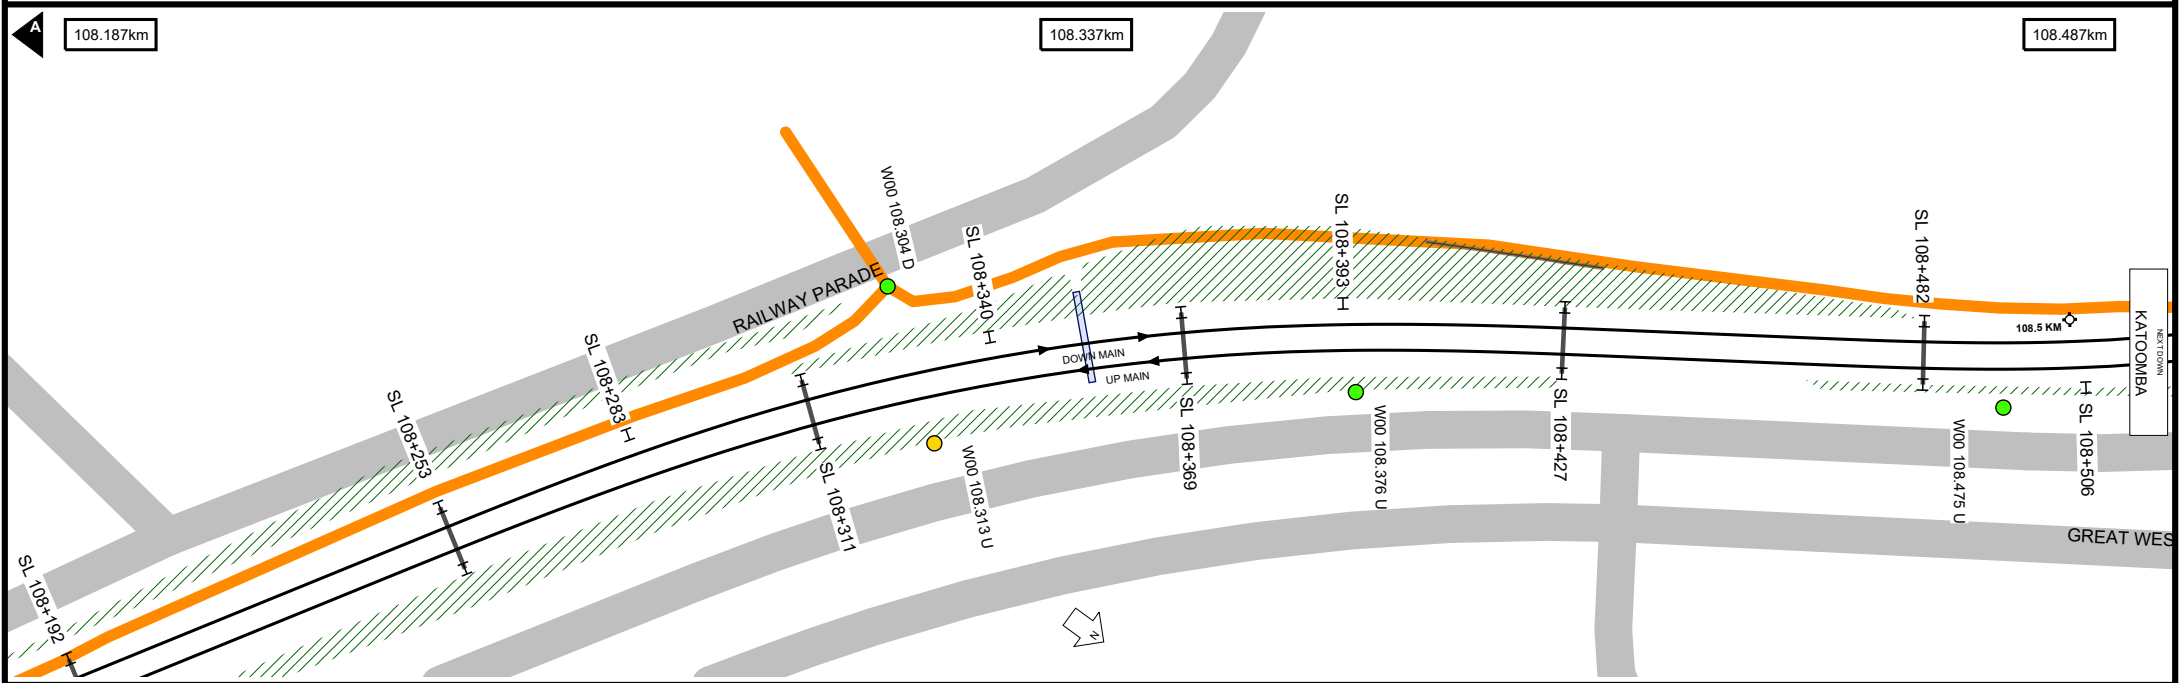 A
108.187km
108.337km
108.487km
W00 108.304 D
RAILWAY PARADE
SL 108+340
SL 108+393
SL 108+482
SL 108+283
SL 108+253
SL 108+192
DOWN MAIN
UP MAIN
108.5 KM
KATOOMBA
NEXT DOWN
SL 108+311
W00 108.313 U
SL 108+369
W00 108.376 U
SL 108+427
W00 108.475 U
SL 108+506
GREAT WES
N